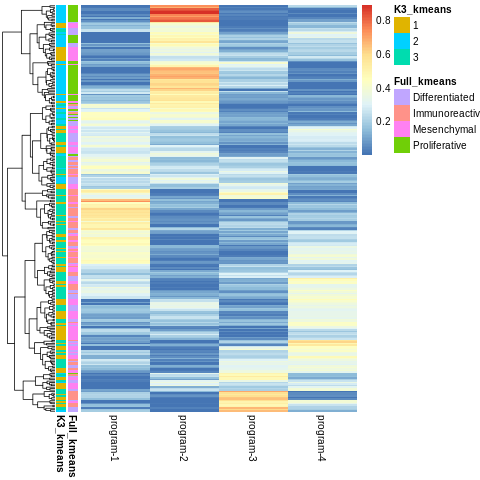 K3_kmeans
1
2
3
Full_kmeans
Differentiated
Immunoreactiv
Mesenchymal
Proliferative
0.8
0.6
0.4
0.2
K3_kmeans
Full_kmeans
program-1
program-2
program-3
program-4